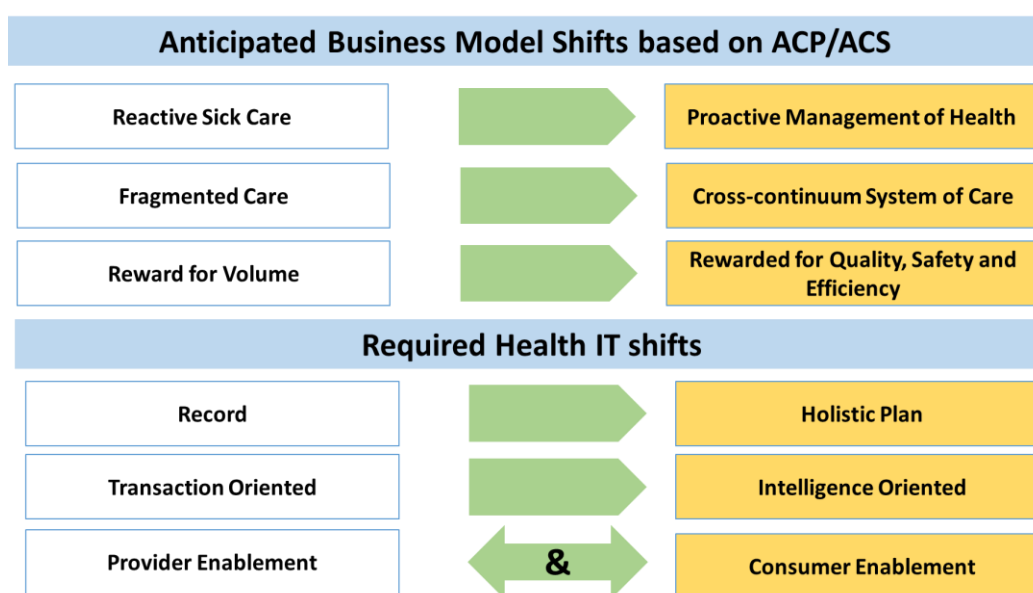 Anticipated Business Model Shifts based on ACP/ACS
Reactive Sick Care
Proactive Management of Health
Fragmented Care
Cross-continuum System of Care
Reward for Volume
Rewarded for Quality, Safety and
Efficiency
Required Health IT shifts
Record
Holistic Plan
Transaction Oriented
Intelligence Oriented
Provider Enablement
&
Consumer Enablement